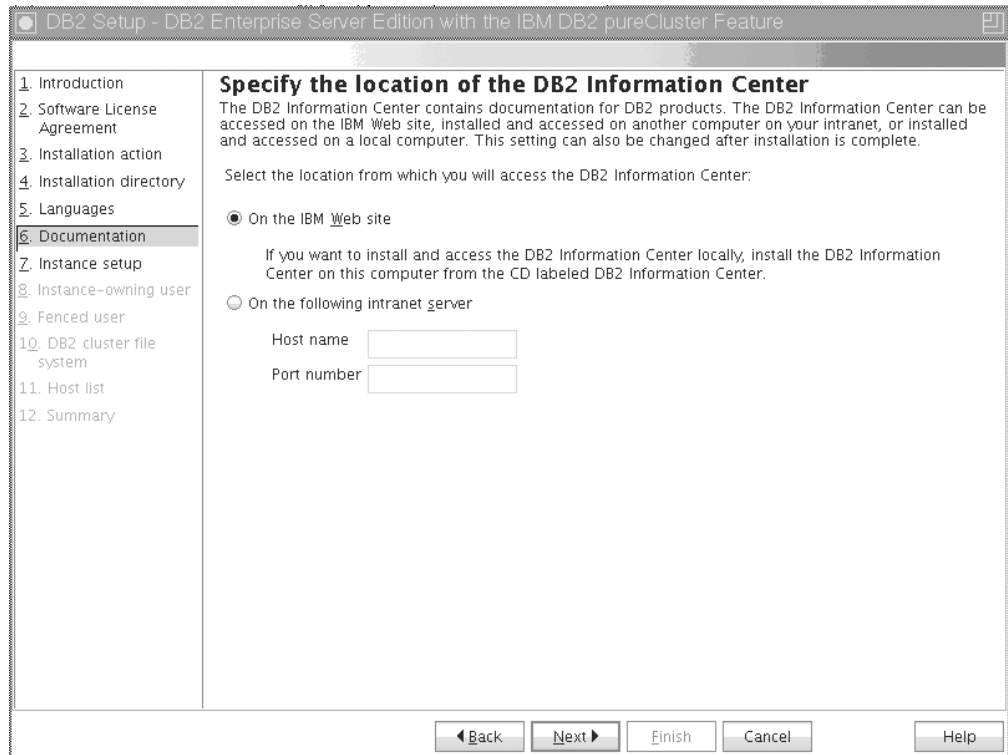 DB2 Setup - DB2 Enterprise Server Edition with the IBM DB2 pureCluster Feature
1. Introduction
2. Software License
Agreement
3. Installation action
4. Installation directory
5. Languages
6. Documentation
7. Instance setup
8. Instance-owning user
9. Fenced user
10. DB2 cluster file
system
11. Host list
12. Summary
Specify the location of the DB2 Information Center
The DB2 Information Center contains documentation for DB2 products. The DB2 Information Center can be
accessed on the IBM Web site, installed and accessed on another computer on your intranet, or installed
and accessed on a local computer. This setting can also be changed after installation is complete.
Select the location from which you will access the DB2 Information Center:
On the IBM Web site
If you want to install and access the DB2 Information Center locally, install the DB2 Information
Center on this computer from the CD labeled DB2 Information Center.
On the following intranet server
Host name
Port number
Back
Next
Finish
Cancel
Help